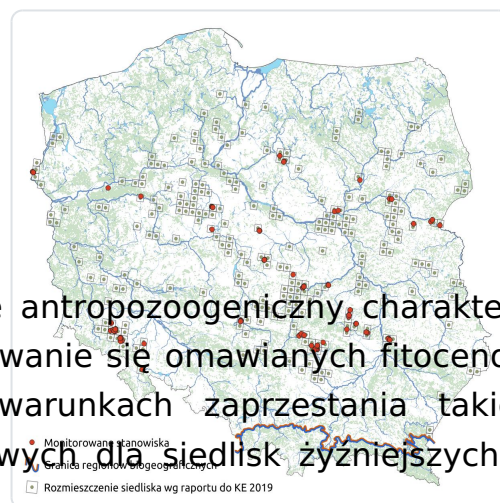 e antropozoogeniczny charakte
wanie się omawianych fitoceno
warunkach zaprzestania taki
wych dla siedlisk żyźniejszych
Monitorowane stanowiska
Granica regionów biogeograficznych
Rozmieszczenie siedliska wg raportu do KE 2019